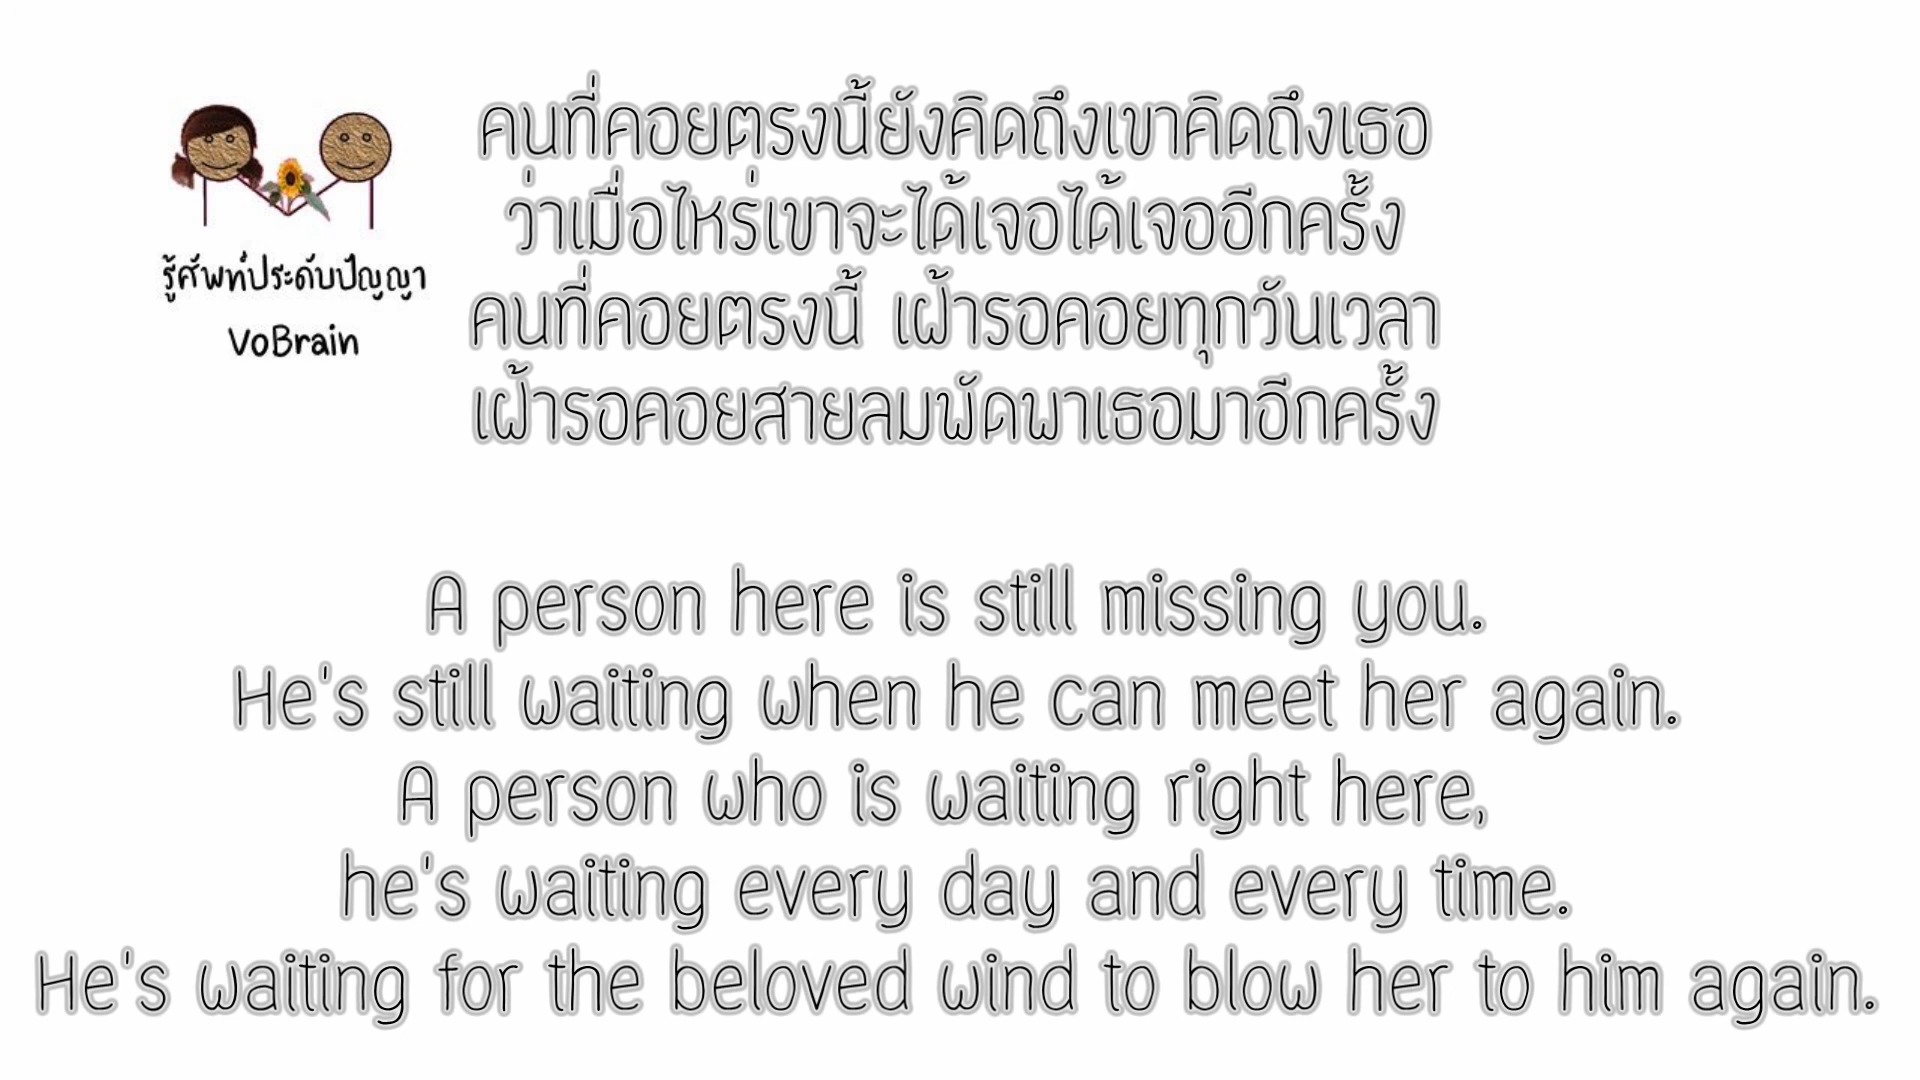 รู้ศัพท์ประดับปัญญา
VoBrain
คนที่คอยตรงนี้ยังคิดถึงเขาคิดถึงเธอ
ว่าเมื่อไหร่เขาจะได้เจอได้เจออีกครั้ง
คนที่คอยตรงนี้ เฝ้ารอคอยทุกวันเวลา
เฝ้ารอคอยสายลมพัดพาเธอมาอีกครั้ง
A person here is still missing you.
He's still waiting when he can meet her again.
A person who is waiting right here,
he's waiting every day and every time.
He's waiting for the beloved wind to blow her to him again.